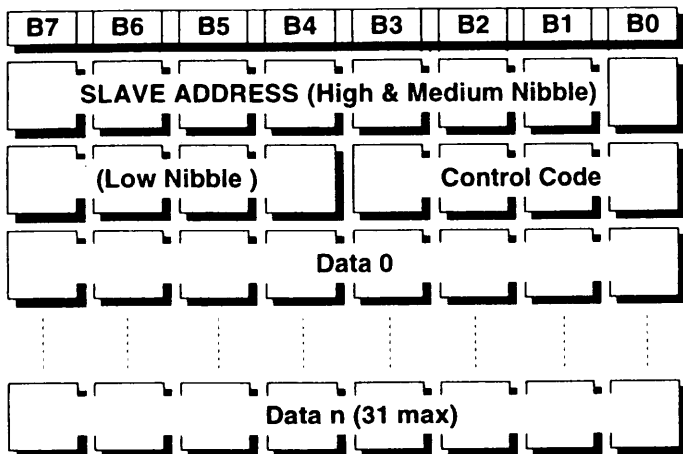 B7 B6 B5 B4 B3 B2 B1 B0
SLAVE ADDRESS (High & Medium Nibble)
(Low Nibble ) Control Code
Data 0
Data n (31 max)